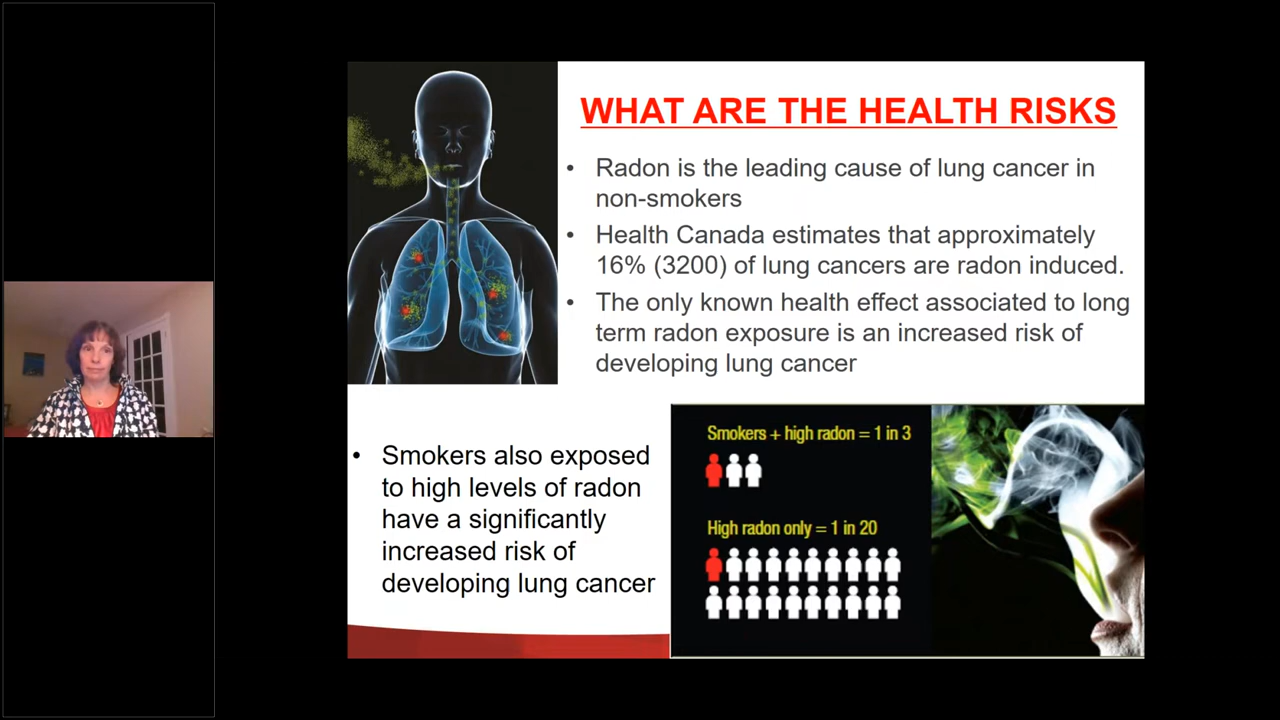 WHAT ARE THE HEALTH RISKS
• Radon is the leading cause of lung cancer in
non-smokers
• Health Canada estimates that approximately
16% (3200) of lung cancers are radon induced.
• The only known health effect associated to long
term radon exposure is an increased risk of
developing lung cancer
• Smokers also exposed
to high levels of radon
have a significantly
increased risk of
developing lung cancer
Smokers + high radon = 1 in 3
High radon only = 1 in 20